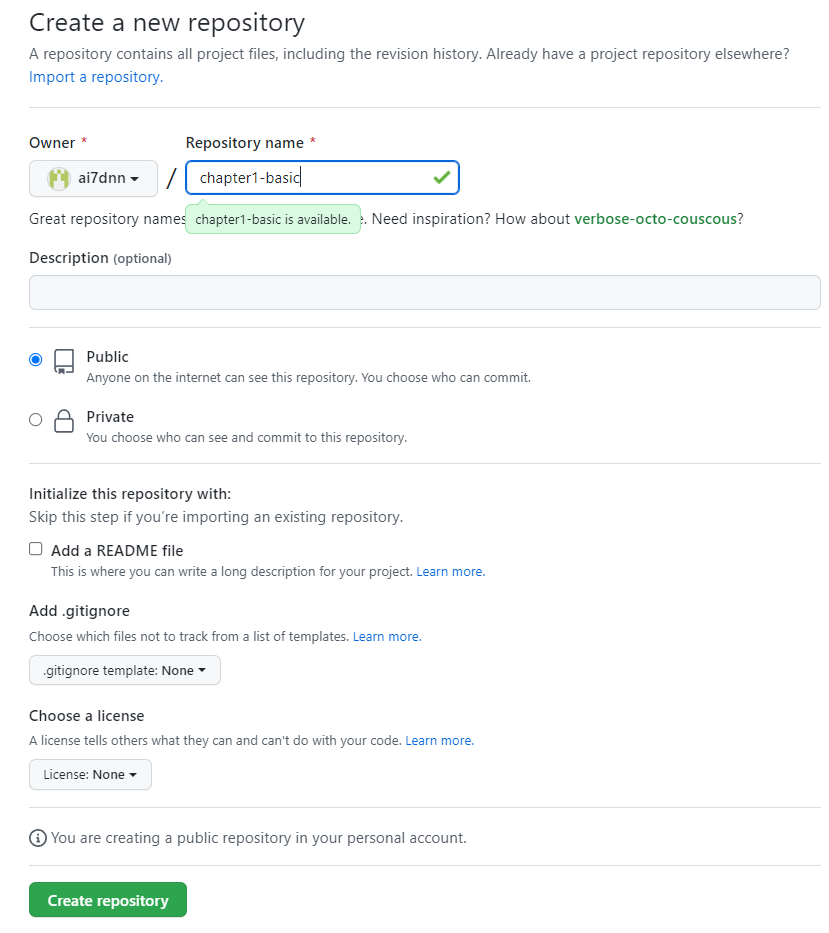 Create a new repository
A repository contains all project files, including the revision history. Already have a project repository elsewhere?
Import a repository.
Owner * Repository name *
ai7dnn / chapter1-basic
Great repository names chapter1-basic is available. . Need inspiration? How about verbose-octo-couscous?
Description (optional)
Public
Anyone on the internet can see this repository. You choose who can commit.
Private
You choose who can see and commit to this repository.
Initialize this repository with:
Skip this step if you’re importing an existing repository.
Add a README file
This is where you can write a long description for your project. Learn more.
Add .gitignore
Choose which files not to track from a list of templates. Learn more.
.gitignore template: None
Choose a license
A license tells others what they can and can't do with your code. Learn more.
License: None
You are creating a public repository in your personal account.
Create repository